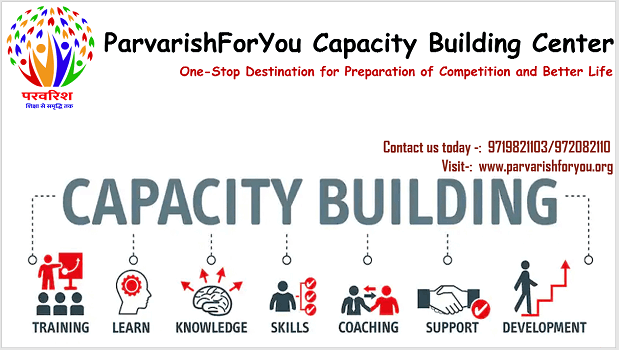 ParvarishForYou Capacity Building Center
One-Stop Destination for Preparation of Competition and Better Life
परवरिश
शिक्षा से समृद्धि तक
Contact us today -: 9719821103/972082110
Visit-: www.parvarishforyou.org
CAPACITY BUILDING
TRAINING LEARN KNOWLEDGE SKILLS COACHING SUPPORT DEVELOPMENT